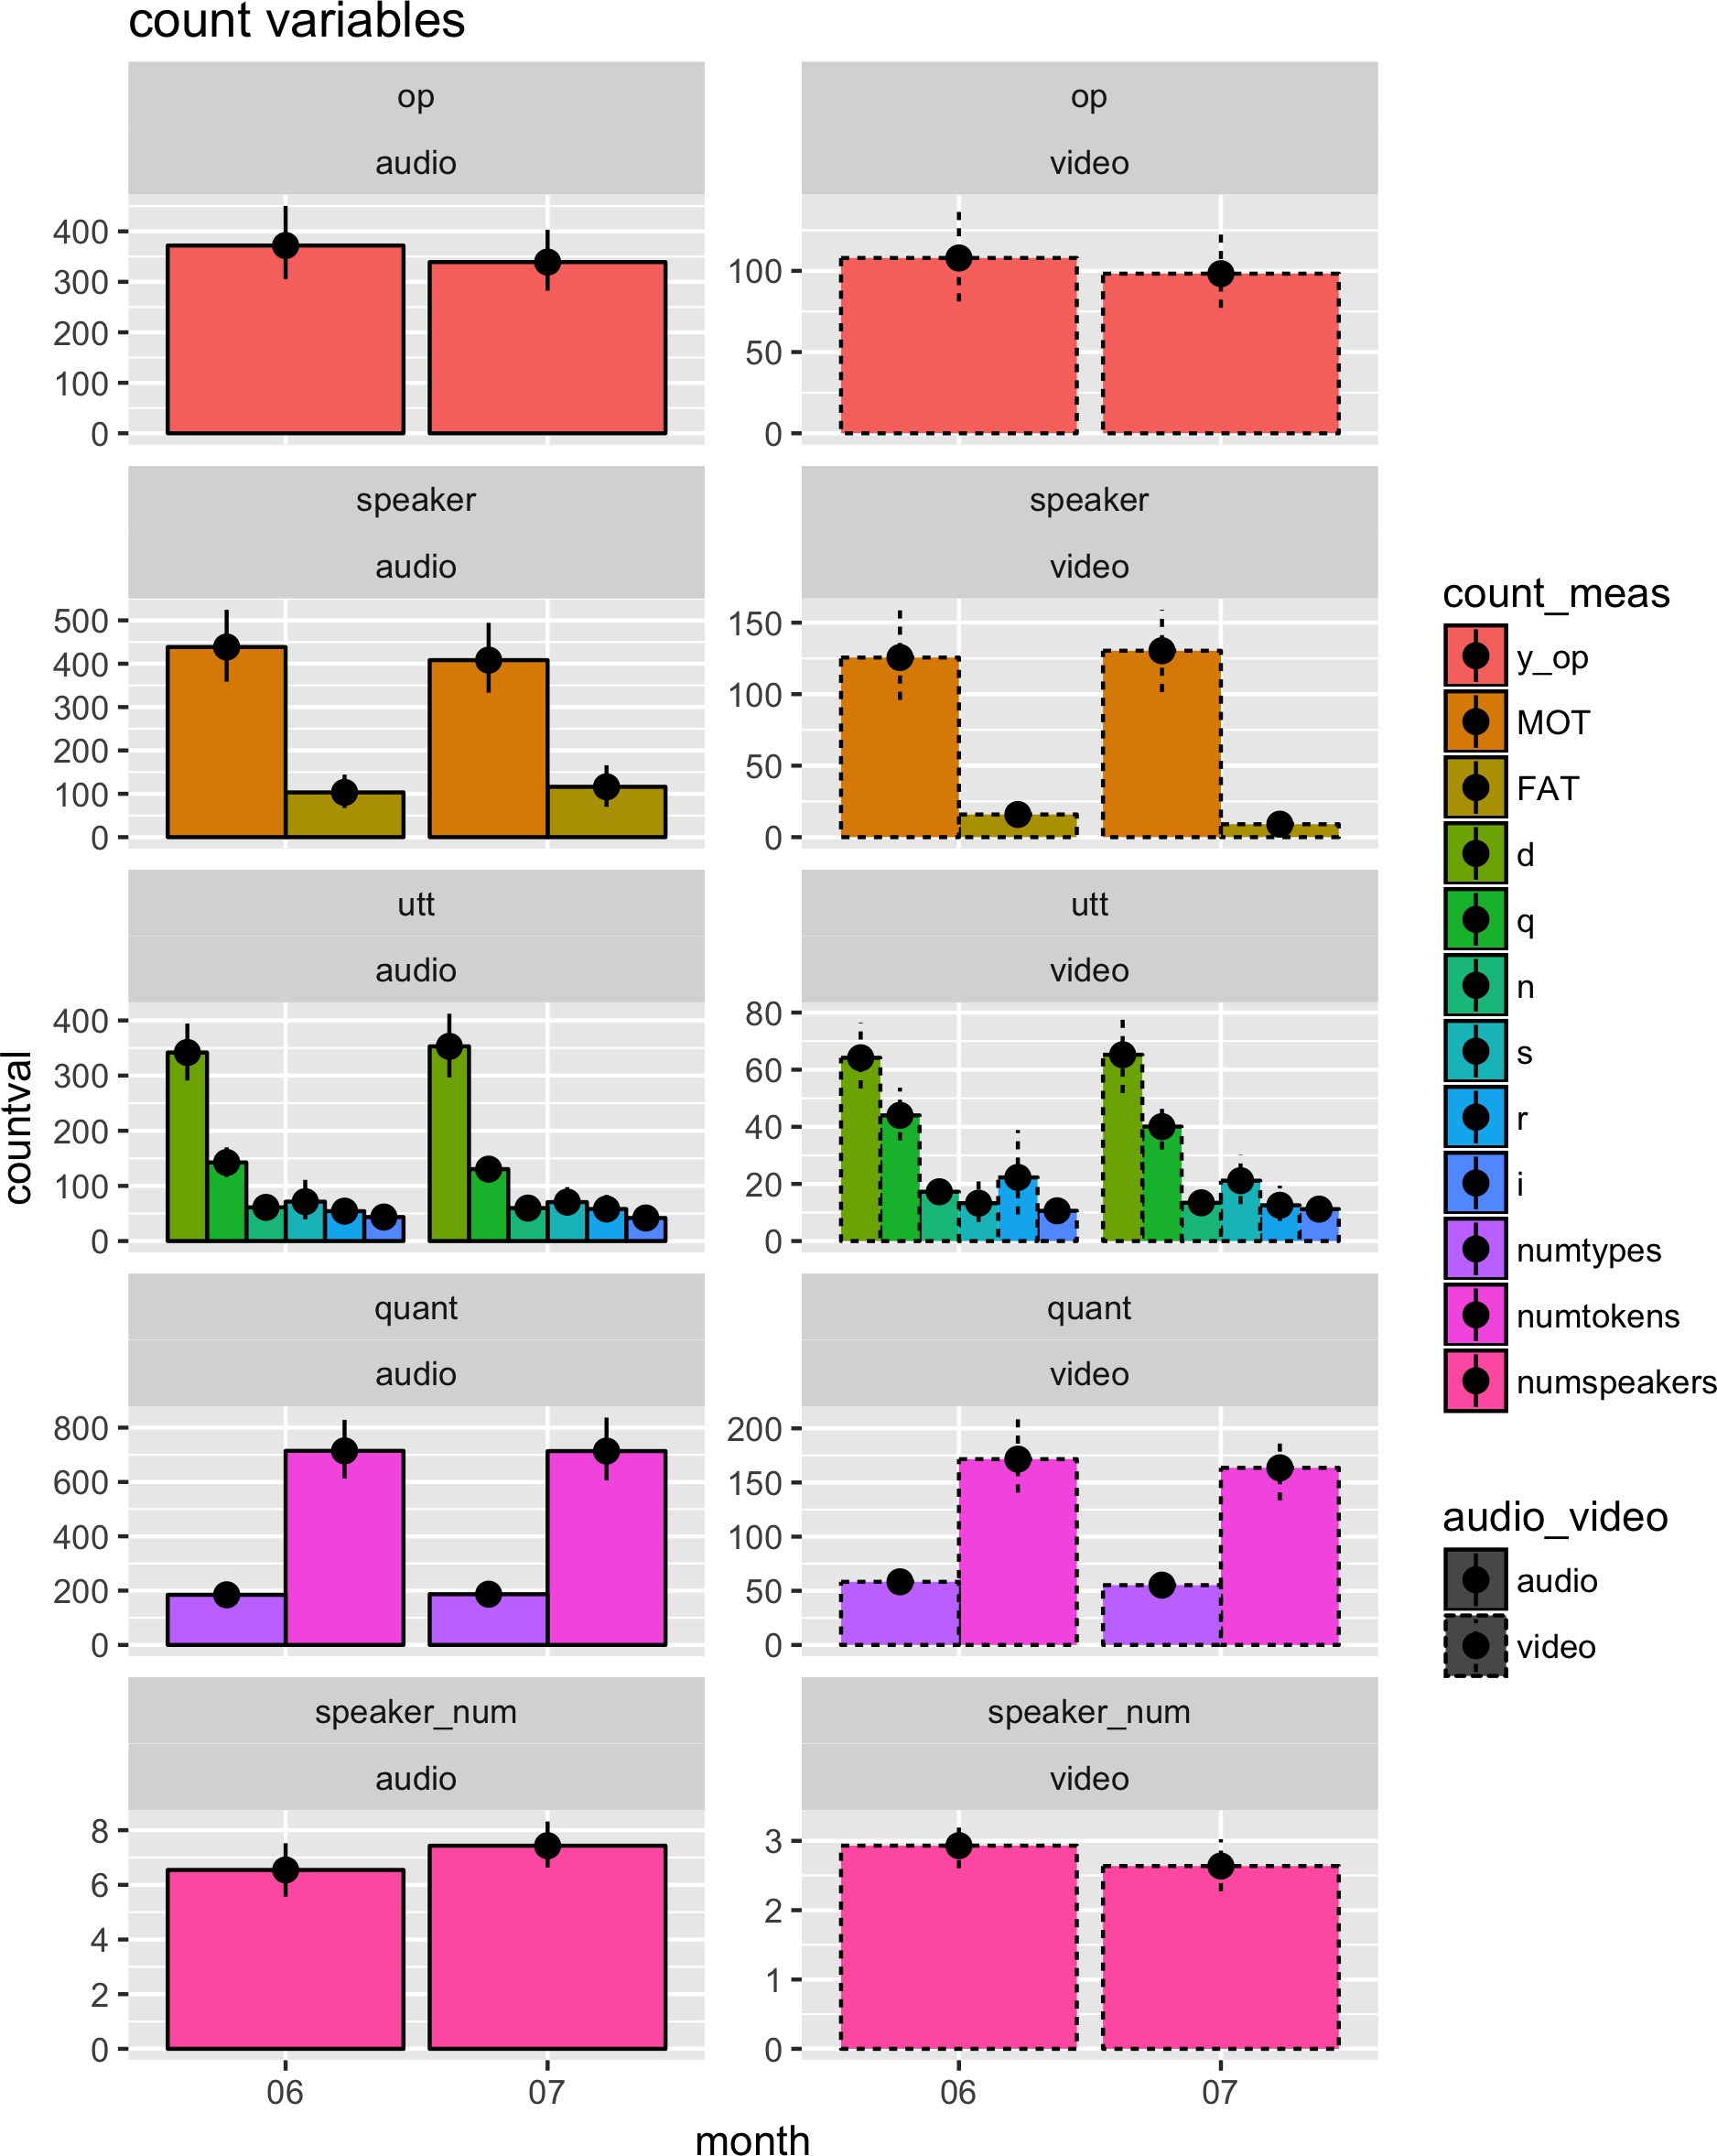 count variables
op
audio
op
video
400
300
200
100
0
100
50
0
speaker
audio
speaker
video
500
400
300
200
100
0
150
100
50
0
utt
audio
utt
video
400
300
200
100
0
80
60
40
20
0
quant
audio
quant
video
800
600
400
200
0
200
150
100
50
0
speaker_num
audio
speaker_num
video
8
6
4
2
0
3
2
1
0
06
07
06
07
month
countval
count_meas
y_op
MOT
FAT
d
q
n
s
r
i
numtypes
numtokens
numspeakers
audio_video
audio
video